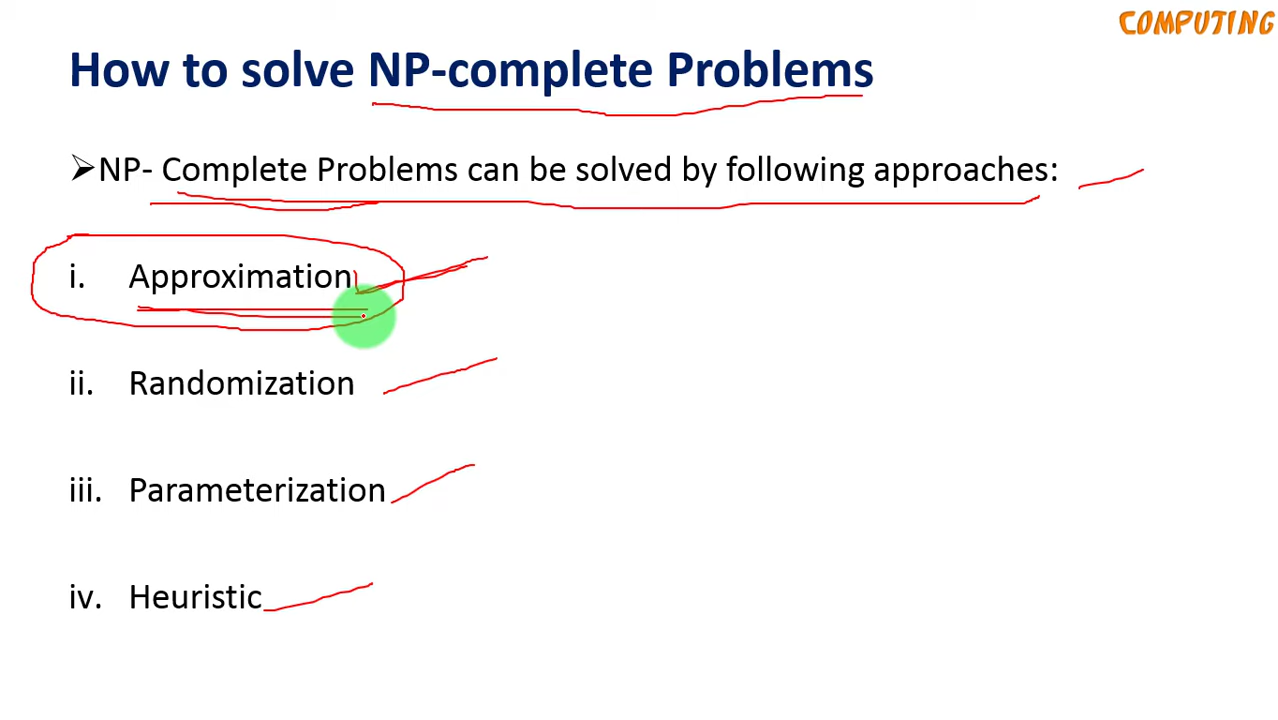 COMPUTING
How to solve NP-complete Problems
➢NP- Complete Problems can be solved by following approaches:
i. Approximation
ii. Randomization
iii. Parameterization
iv. Heuristic